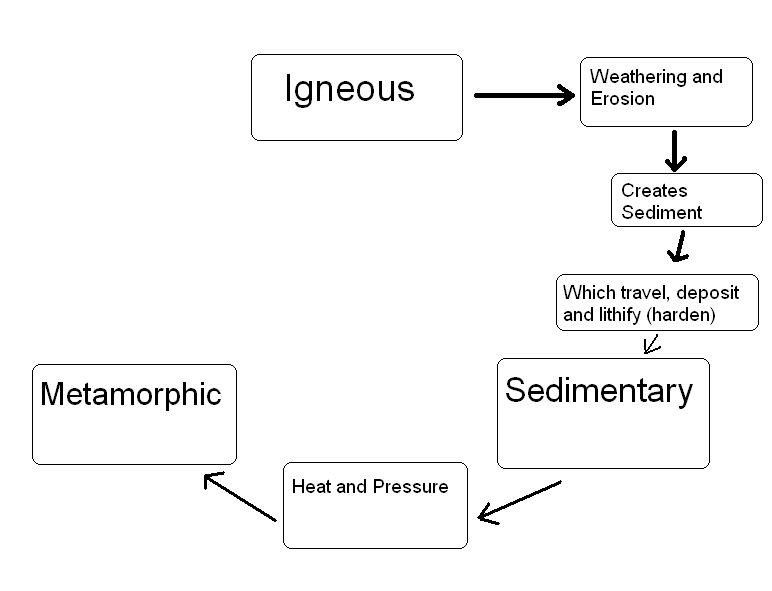 Igneous
Weathering and
Erosion
Creates
Sediment
Which travel, deposit
and lithify (harden)
Sedimentary
Heat and Pressure
Metamorphic